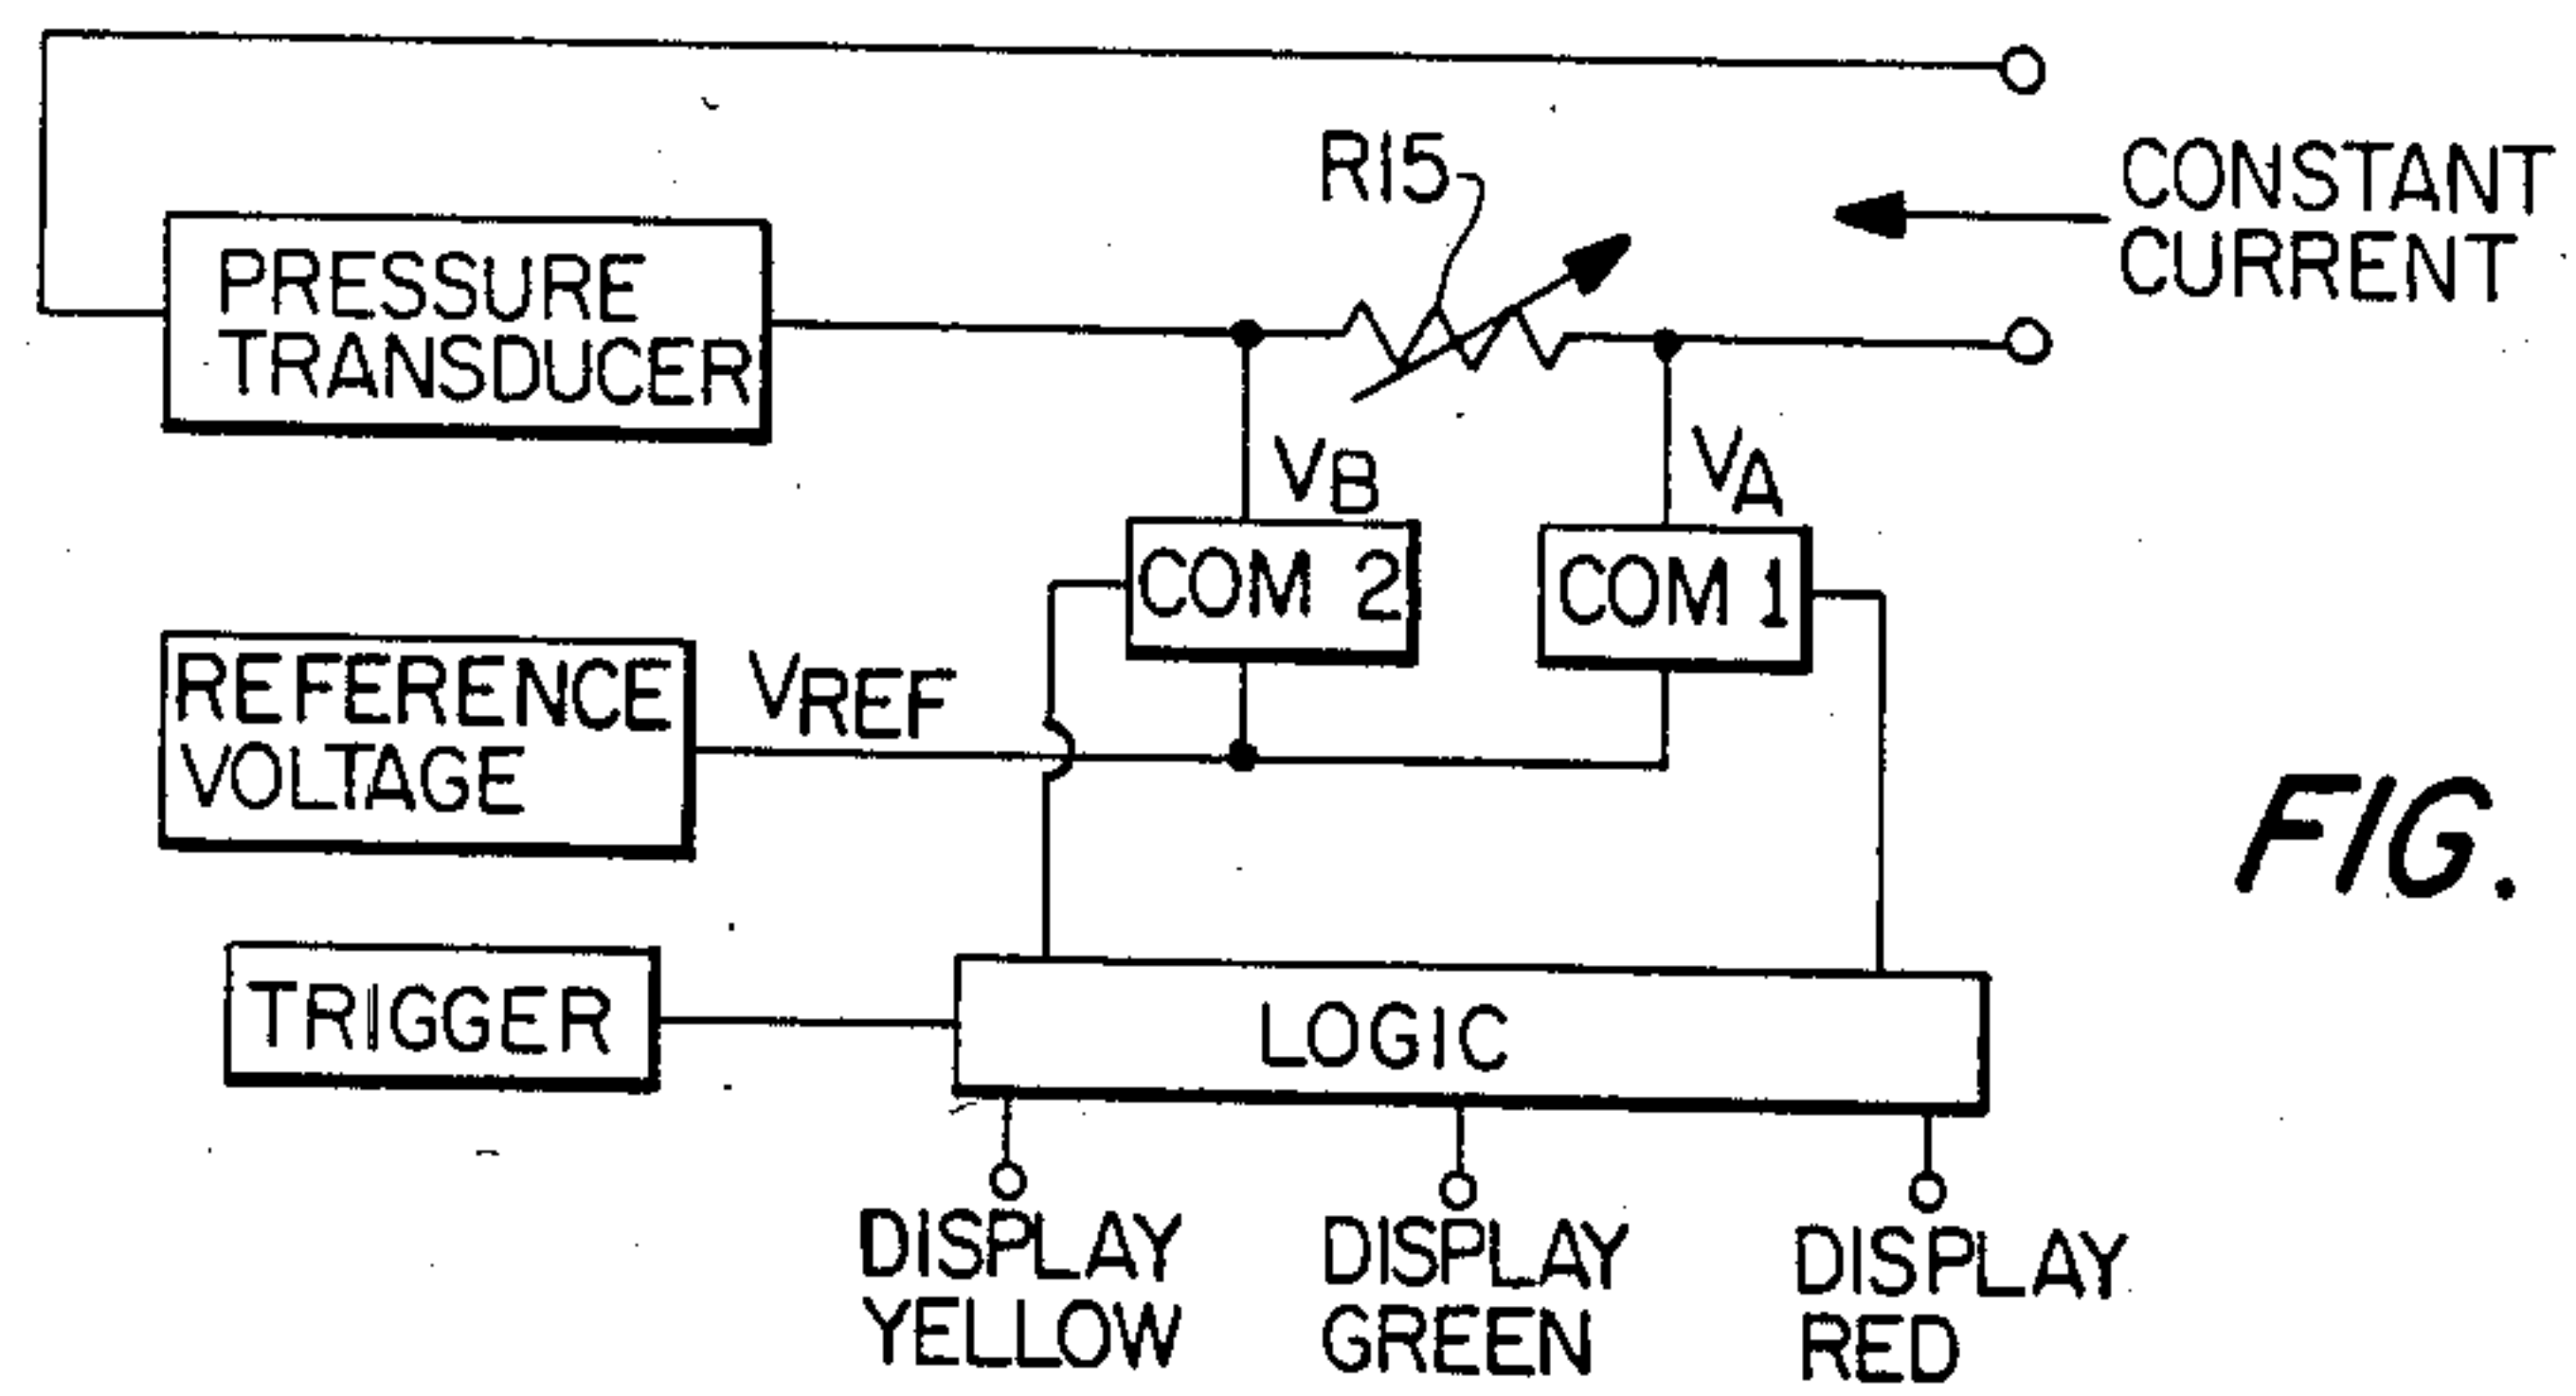 R15
CONSTANT
CURRENT
PRESSURE
TRANSDUCER
VB
VA
COM 2
COM 1
REFERENCE
VOLTAGE
VREF
FIG.
TRIGGER
LOGIC
DISPLAY
YELLOW
DISPLAY
GREEN
DISPLAY
RED